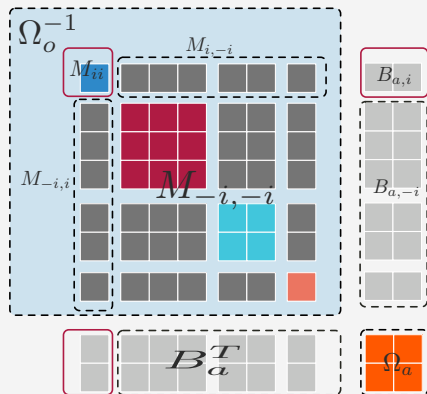 Ω_o^{-1}
M_{i,-i}
M_{ii}
B_{a,i}
M_{-i,i}
M_{-i,-i}
B_{a,-i}
B_a^T
Ω_a